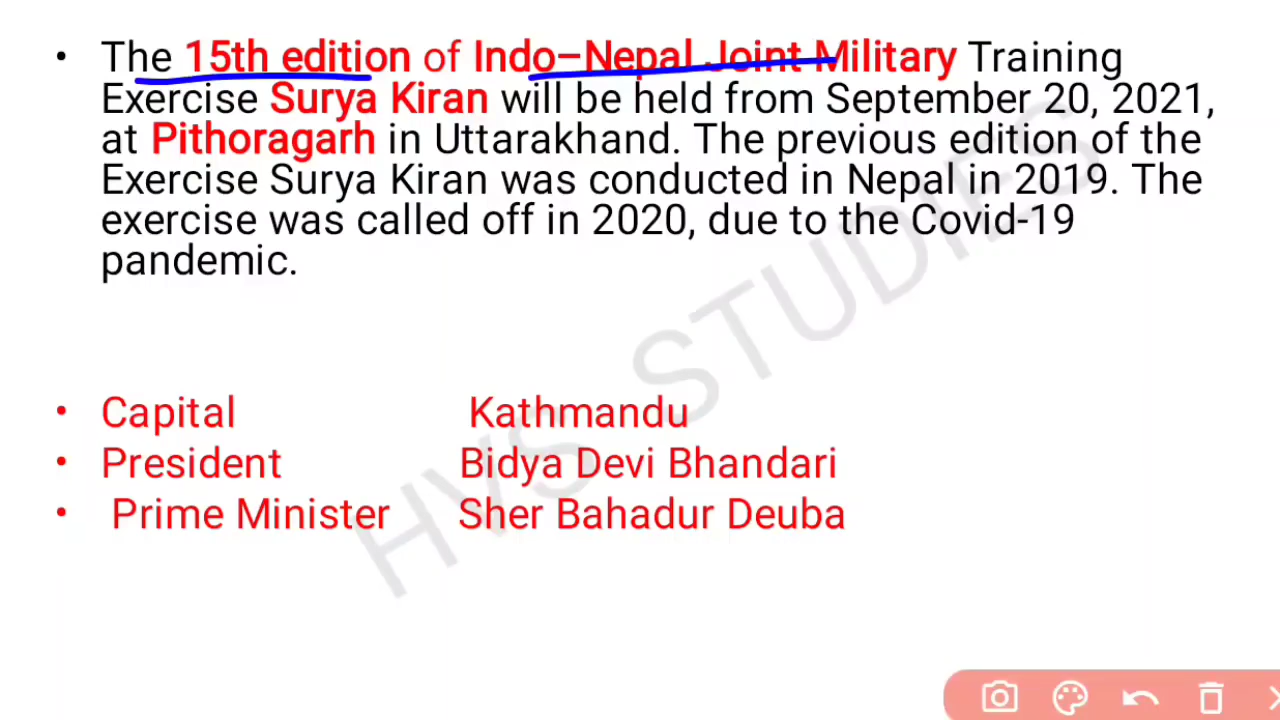 • The 15th edition of Indo–Nepal Joint Military Training
Exercise Surya Kiran will be held from September 20, 2021,
at Pithoragarh in Uttarakhand. The previous edition of the
Exercise Surya Kiran was conducted in Nepal in 2019. The
exercise was called off in 2020, due to the Covid-19
pandemic.
• Capital Kathmandu
• President Bidya Devi Bhandari
• Prime Minister Sher Bahadur Deuba
HVS STUDIES